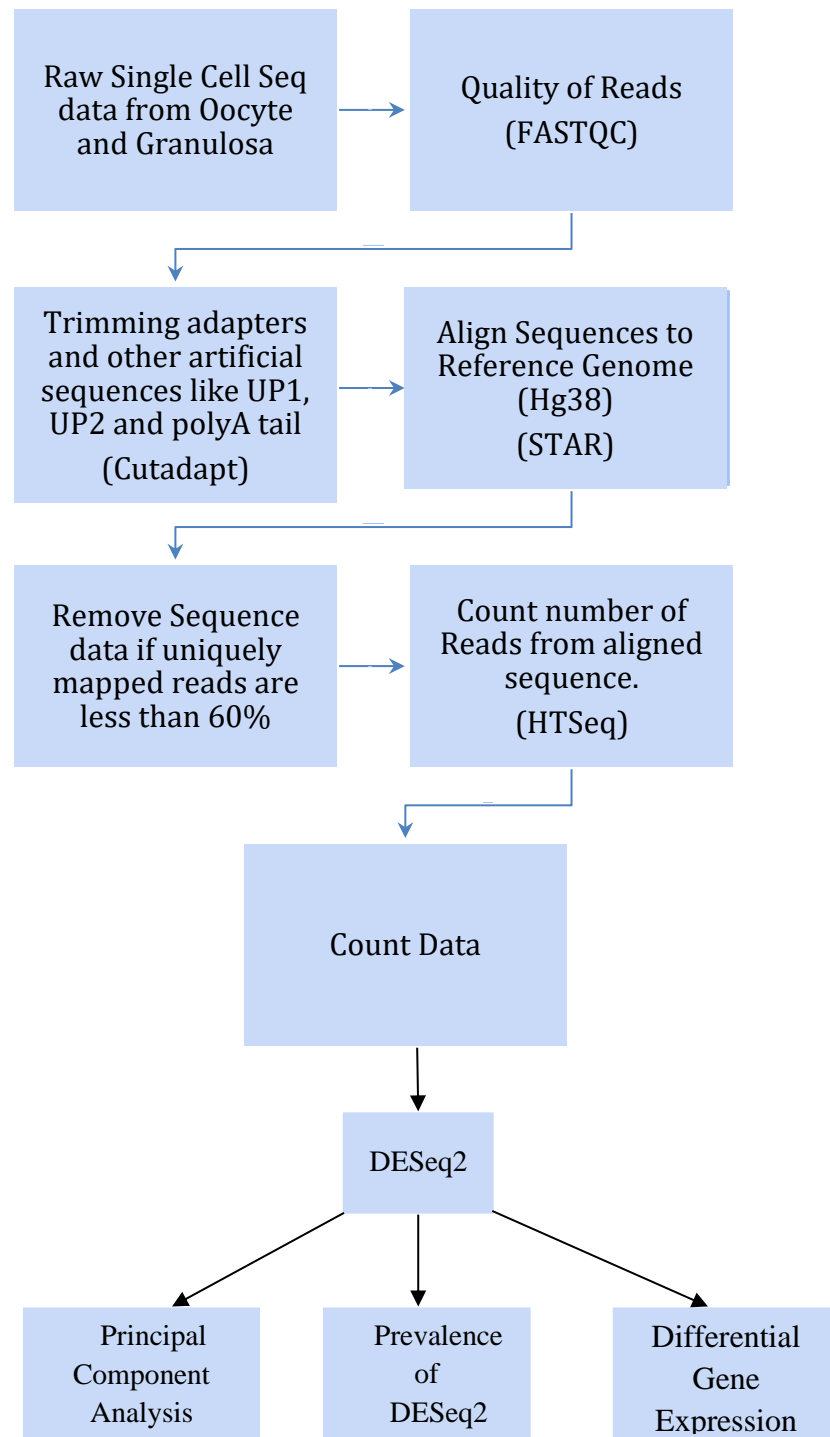 Raw Single Cell Seq
data from Oocyte
and Granulosa
Quality of Reads
(FASTQC)
Trimming adapters
and other artificial
sequences like UP1,
UP2 and polyA tail
(Cutadapt)
Align Sequences to
Reference Genome
(Hg38)
(STAR)
Remove Sequence
data if uniquely
mapped reads are
less than 60%
Count number of
Reads from aligned
sequence.
(HTSeq)
Count Data
DESeq2
Principal
Component
Analysis
Prevalence
of
DESeq2
Differential
Gene
Expression